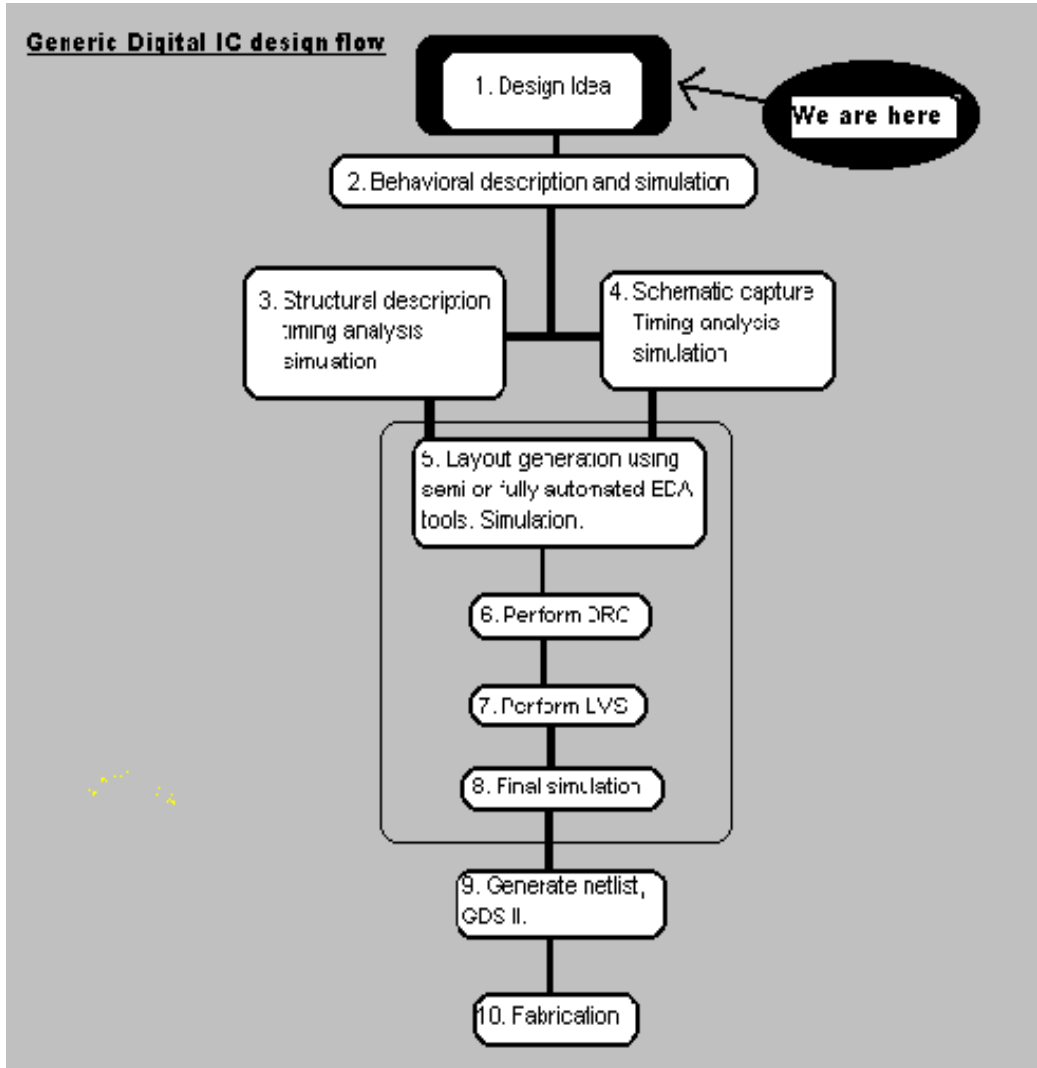 Generic Digital IC design flow
1. Design Idea
We are here
2. Behavioral description and simulation
3. Structural description
timing analysis
simulation
4. Schematic capture
Timing analysis
simulation
5. Layout generation using
semi or fully automated EDA
tools. Simulation.
6. Perform DRC
7. Perform LVS
8. Final simulation
9. Generate netlist,
GDS II.
10. Fabrication